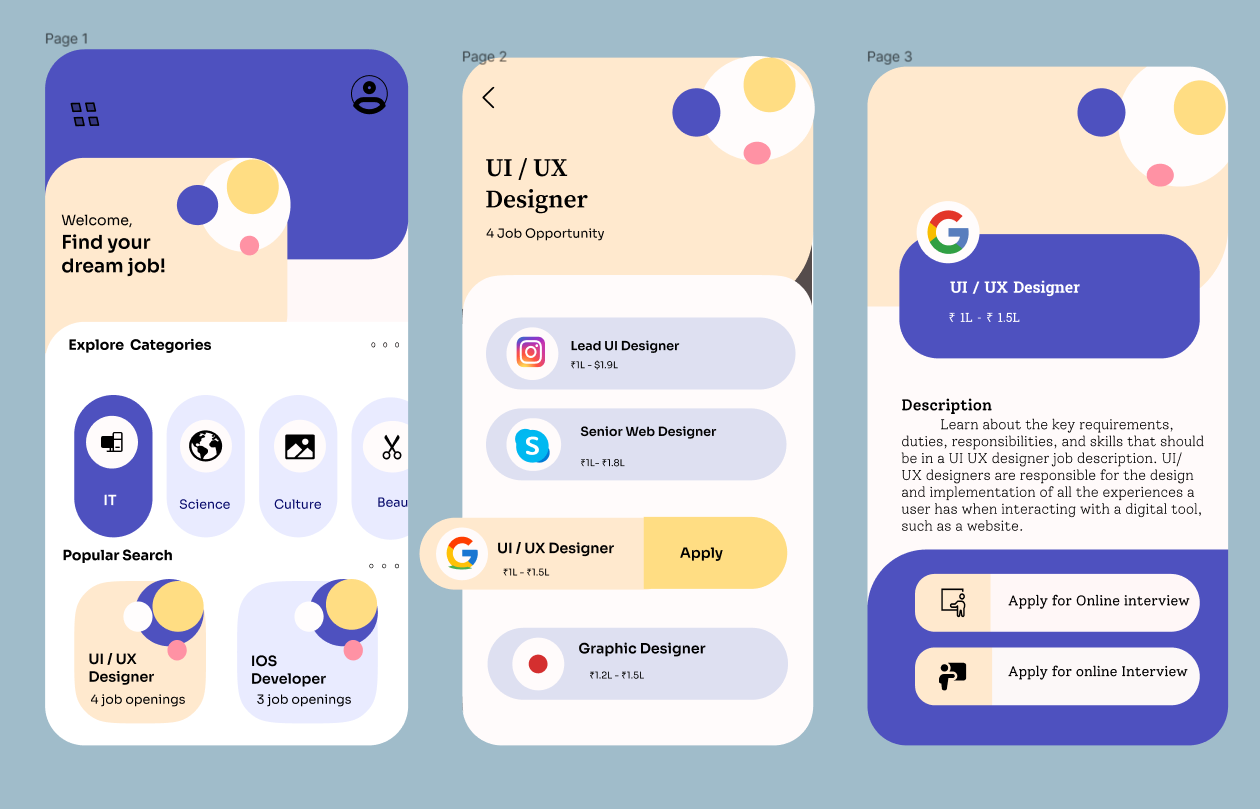 Page 1
Welcome,
Find your
dream job!
Explore Categories
IT
Science
Culture
Beau
Popular Search
UI / UX
Designer
4 job openings
IOS
Developer
3 job openings
Page 2
UI / UX
Designer
4 Job Opportunity
Lead UI Designer
₹1L - $1.9L
Senior Web Designer
₹1L- ₹1.8L
UI / UX Designer
₹1L - ₹1.5L
Apply
Graphic Designer
₹1.2L - ₹1.5L
Page 3
UI / UX Designer
₹ 1L - ₹ 1.5L
Description
Learn about the key requirements,
duties, responsibilities, and skills that should
be in a UI UX designer job description. UI/
UX designers are responsible for the design
and implementation of all the experiences a
user has when interacting with a digital tool,
such as a website.
Apply for Online interview
Apply for online Interview